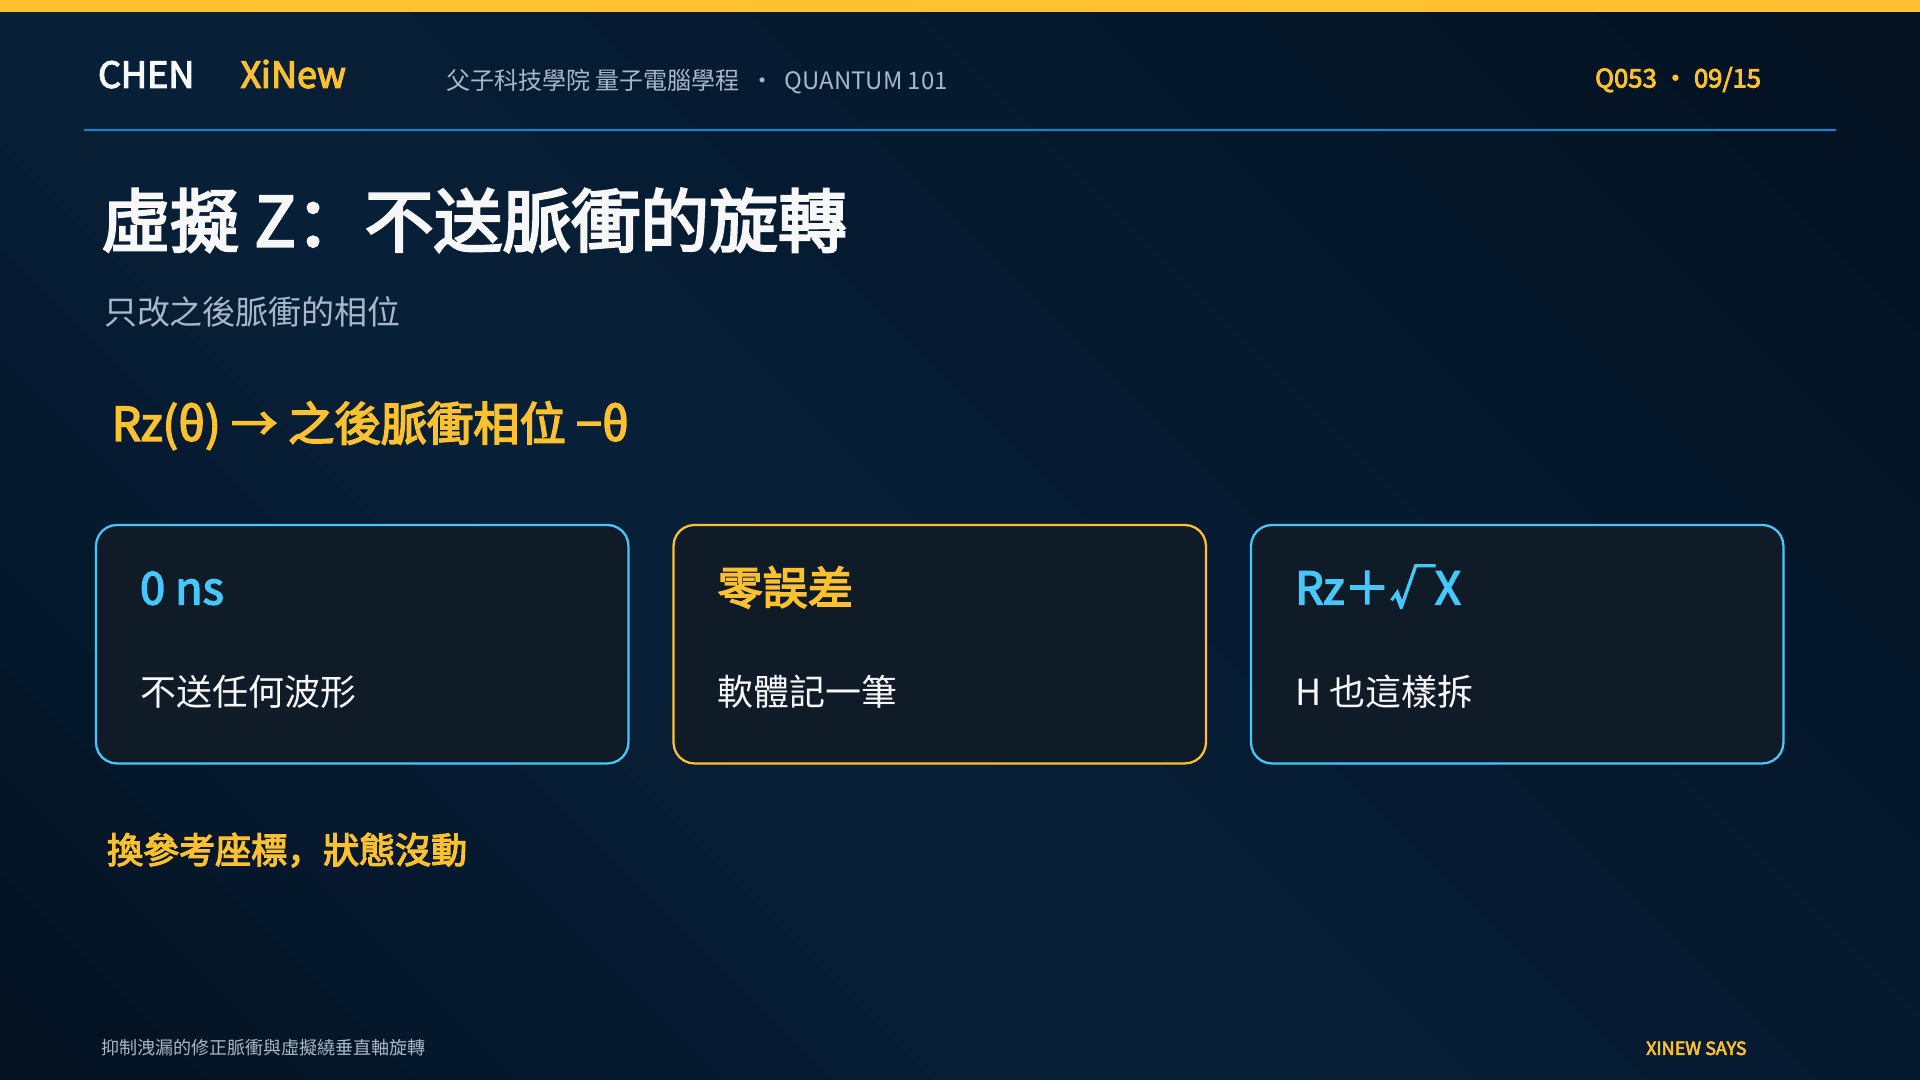 CHEN XiNew 父子科技學院 量子電腦學程 • QUANTUM 101 Q053 • 09/15
虛擬 Z：不送脈衝的旋轉
只改之後脈衝的相位
Rz(θ) → 之後脈衝相位 −θ
0 ns
不送任何波形
零誤差
軟體記一筆
Rz＋√X
H 也這樣拆
換參考座標，狀態沒動
抑制洩漏的修正脈衝與虛擬繞垂直軸旋轉
XINEW SAYS